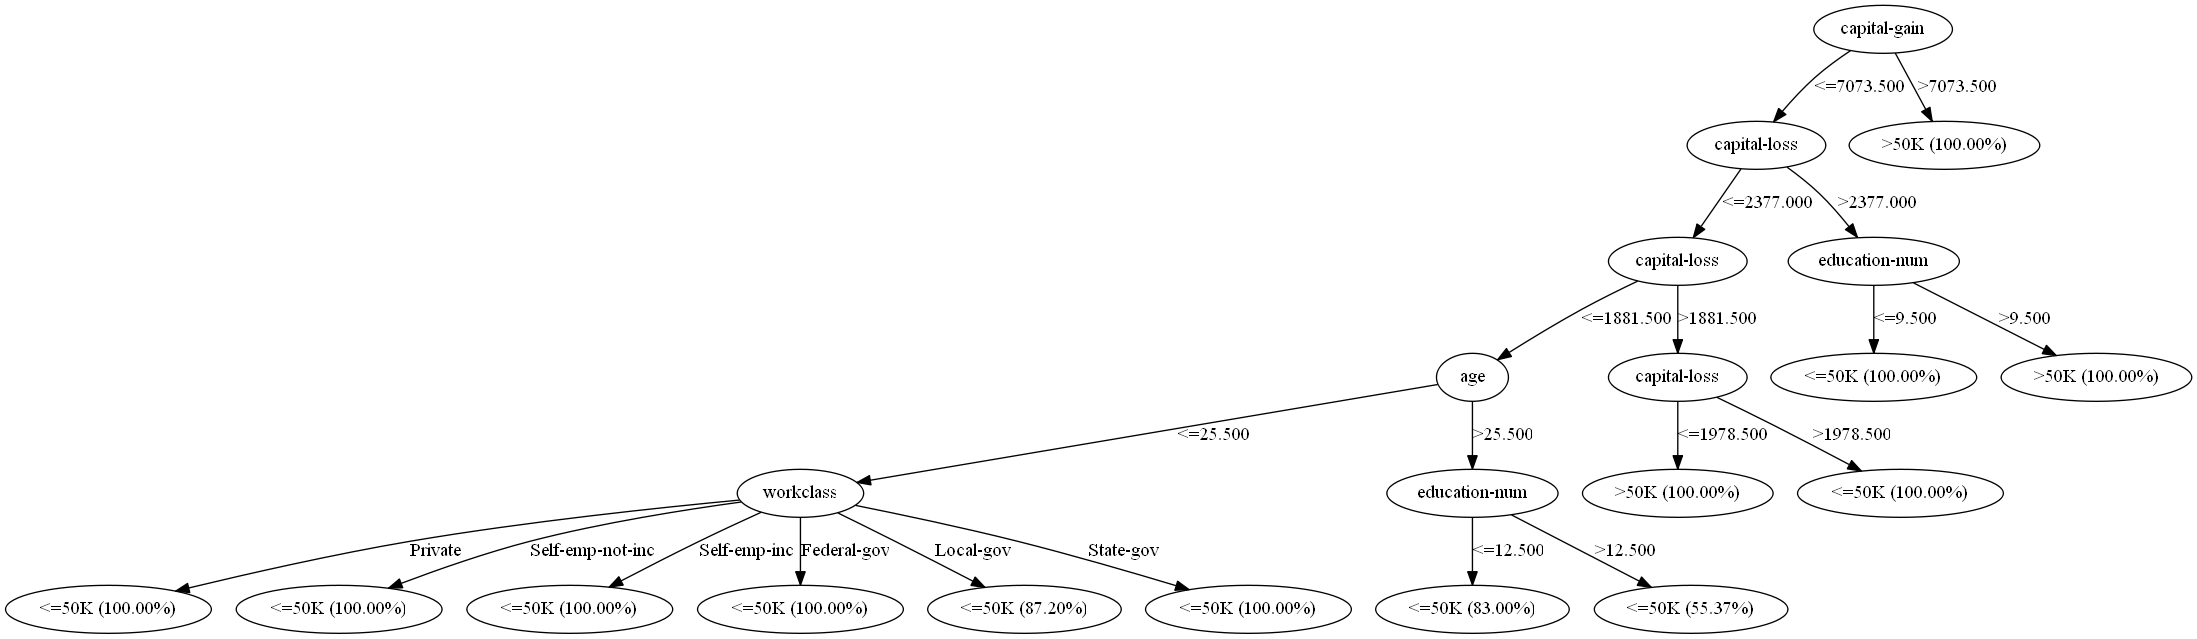 capital-gain
<=7073.500
>7073.500
capital-loss
>50K (100.00%)
<=2377.000
>2377.000
capital-loss
education-num
<=1881.500
>1881.500
<=9.500
>9.500
age
capital-loss
<=50K (100.00%)
>50K (100.00%)
<=25.500
>25.500
<=1978.500
>1978.500
workclass
education-num
>50K (100.00%)
<=50K (100.00%)
Private
Self-emp-not-inc
Self-emp-inc
Federal-gov
Local-gov
State-gov
<=12.500
>12.500
<=50K (100.00%)
<=50K (100.00%)
<=50K (100.00%)
<=50K (100.00%)
<=50K (87.20%)
<=50K (100.00%)
<=50K (83.00%)
<=50K (55.37%)